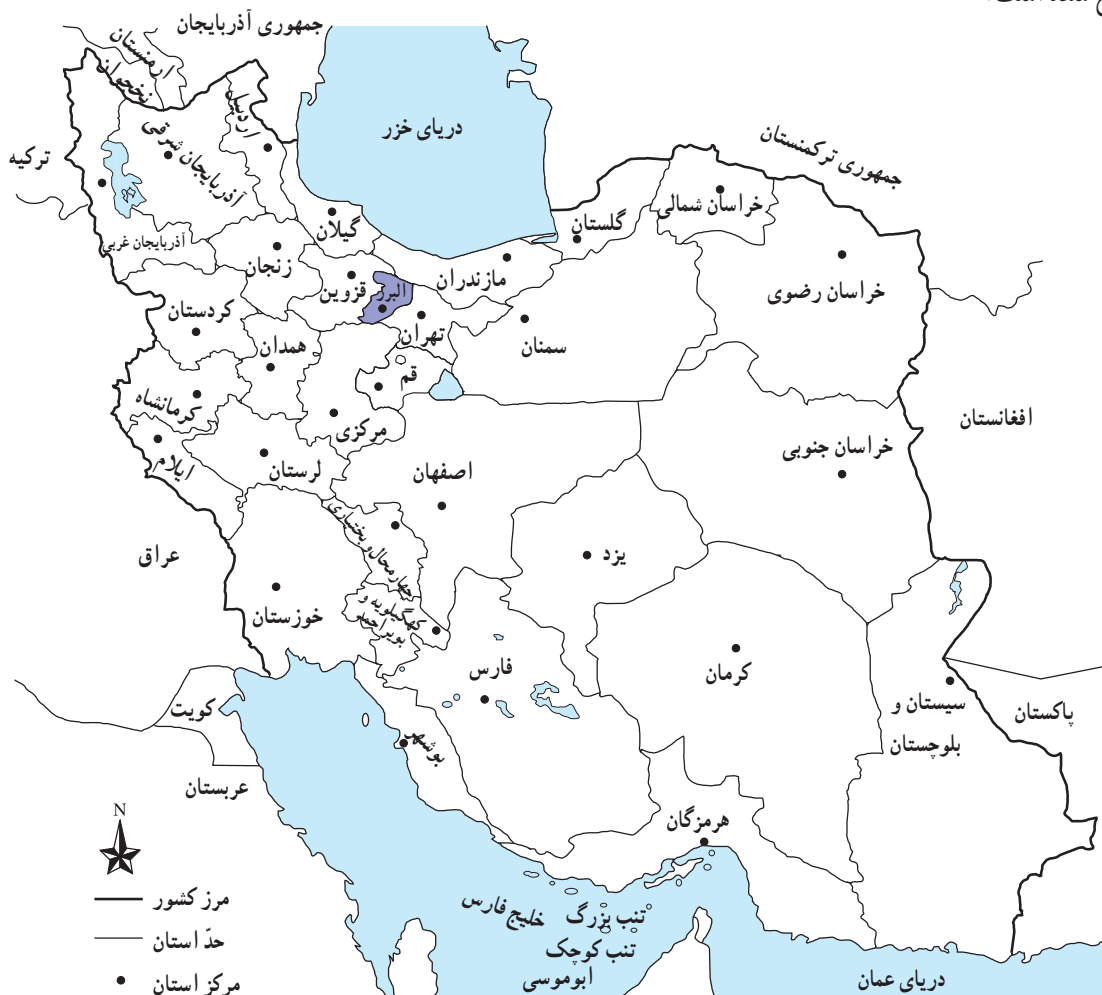 جمهوری آذربایجان
ارمنستان
نخجوان
ترکیه
دریای خزر
جمهوری ترکمنستان
اردبیل
آذربایجان شرقی
آذربایجان غربی
گیلان
گلستان
خراسان شمالی
زنجان
قزوین
البرز
مازندران
خراسان رضوی
کردستان
تهران
سمنان
همدان
قم
کرمانشاه
مرکزی
افغانستان
ایلام
لرستان
اصفهان
خراسان جنوبی
عراق
چهارمحال و بختیاری
یزد
خوزستان
کهگیلویه و
بویراحمد
فارس
کرمان
سیستان و
بلوچستان
پاکستان
کویت
بوشهر
عربستان
هرمزگان
N
مرز کشور
حدّ استان
مرکز استان
خلیج فارس
تنب بزرگ
تنب کوچک
ابوموسی
دریای عمان